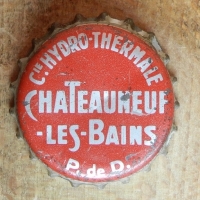 Cie HYDRO-THERMALE
CHATEAUNEUF
-LES-BAINS
P. de D.